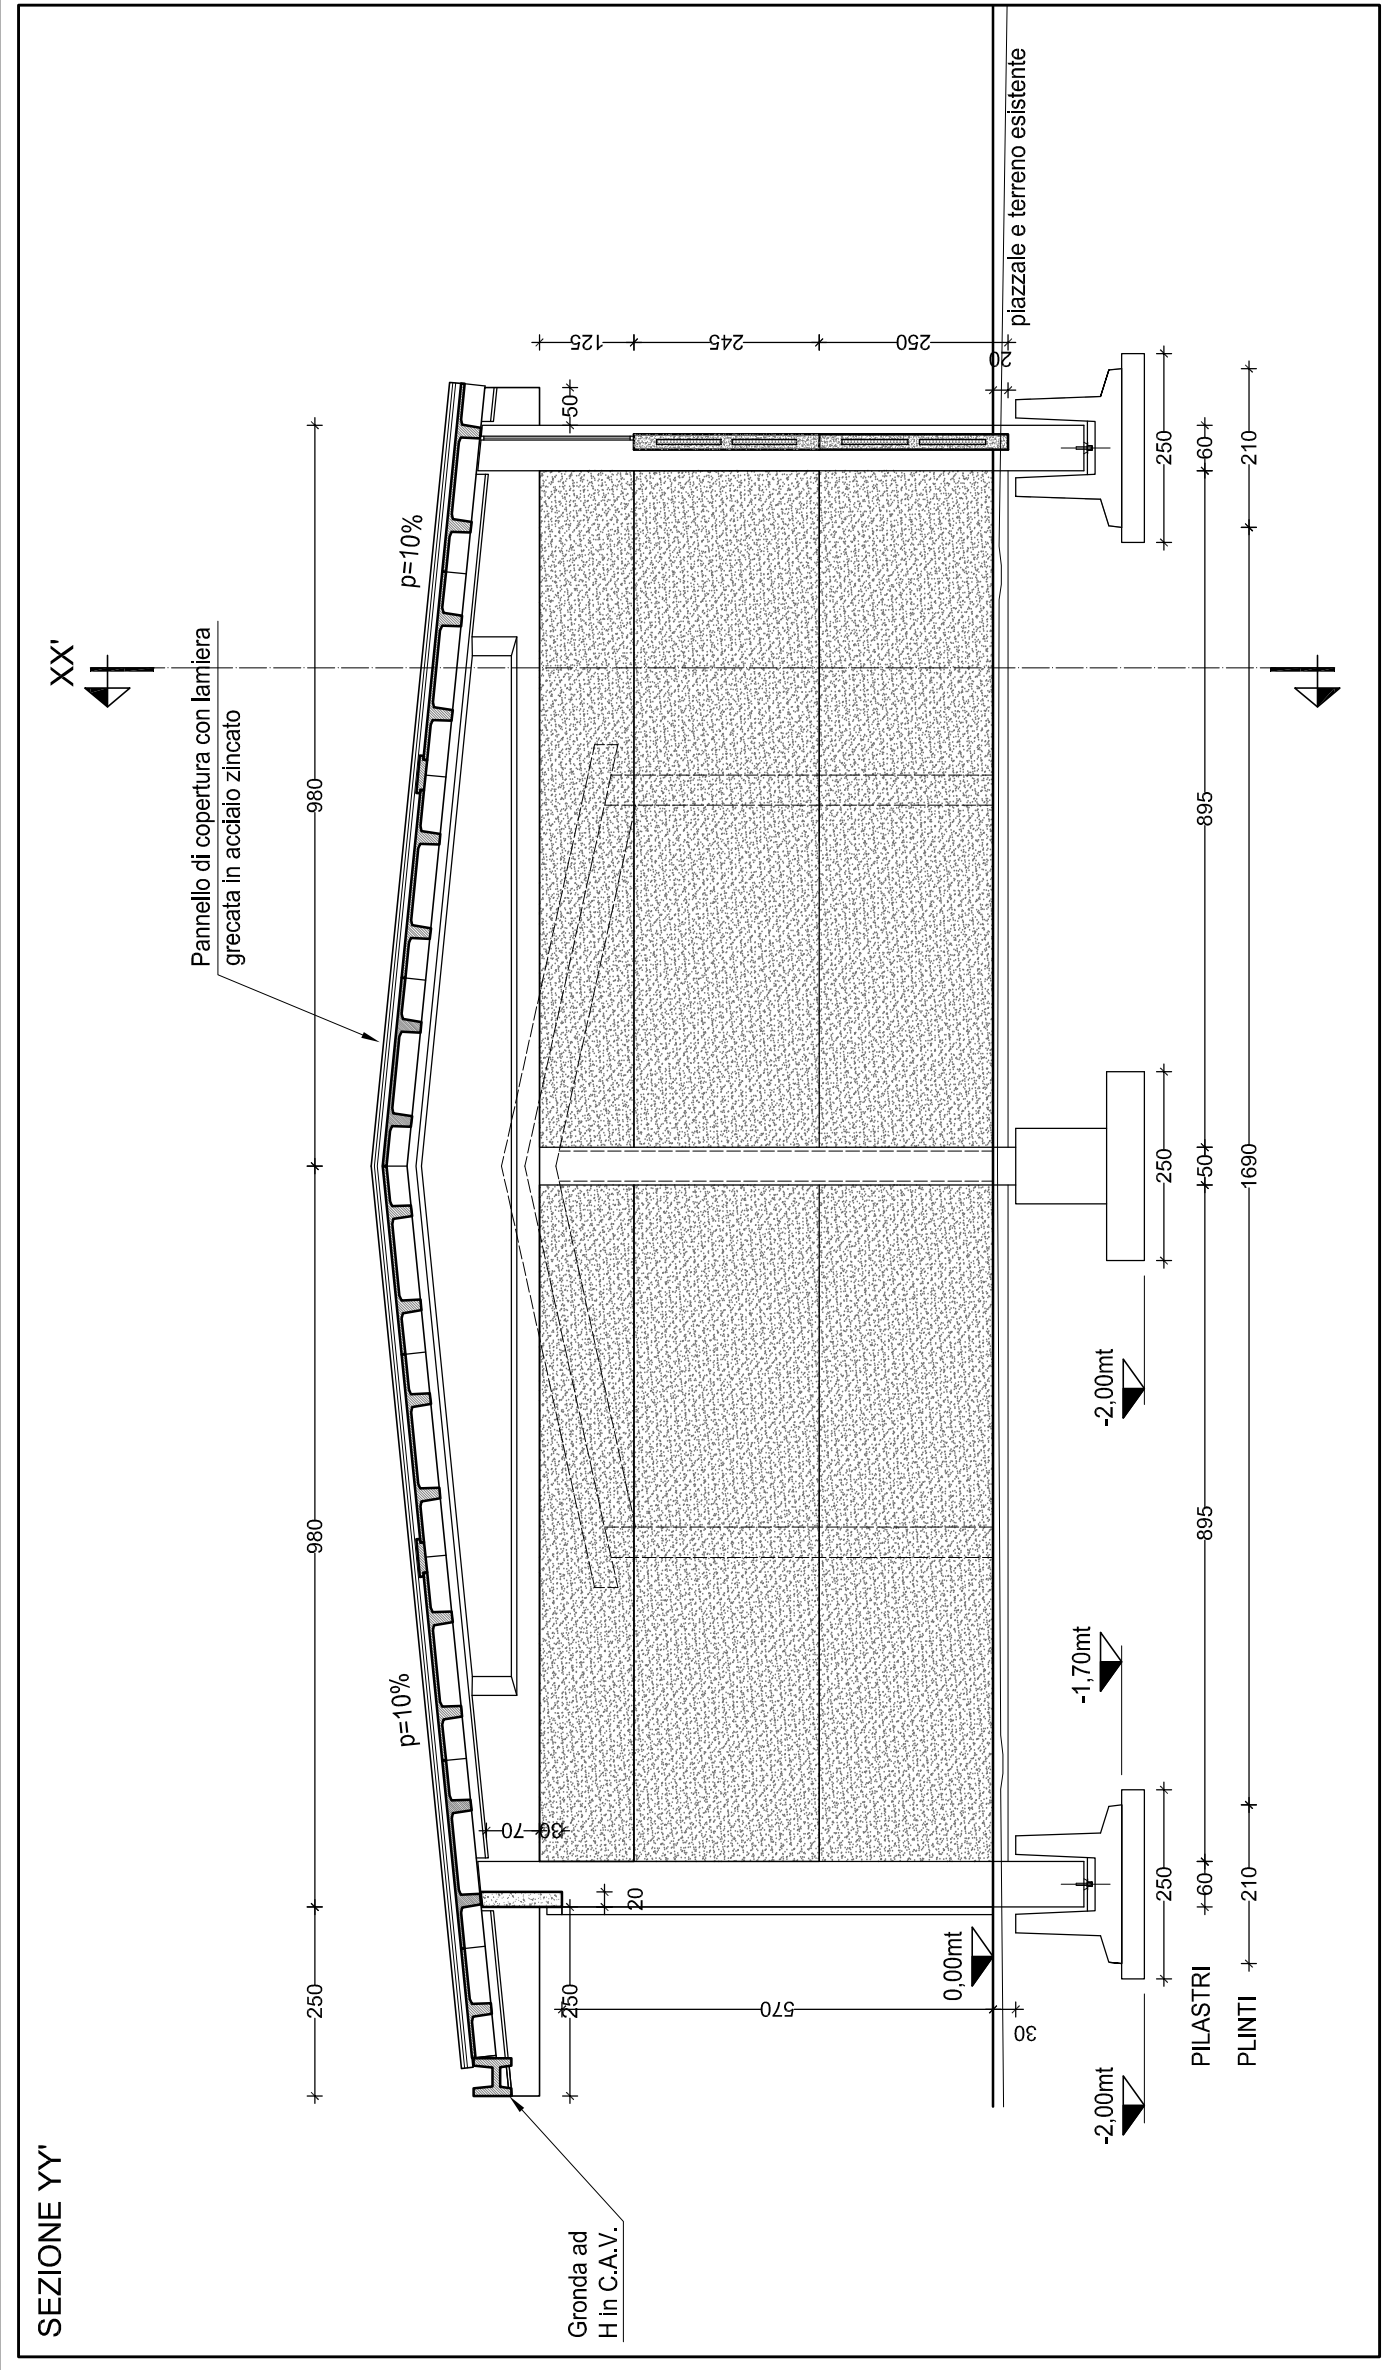 SEZIONE YY'
XX'
Pannello di copertura con lamiera
grecata in acciaio zincato
250
980
980
p=10%
p=10%
Gronda ad
H in C.A.V.
250
20
70
30
50
125
245
250
20
570
30
0,00mt
piazzale e terreno esistente
-2,00mt
-1,70mt
-2,00mt
250
250
250
PILASTRI
60
895
50
895
60
PLINTI
210
1690
210